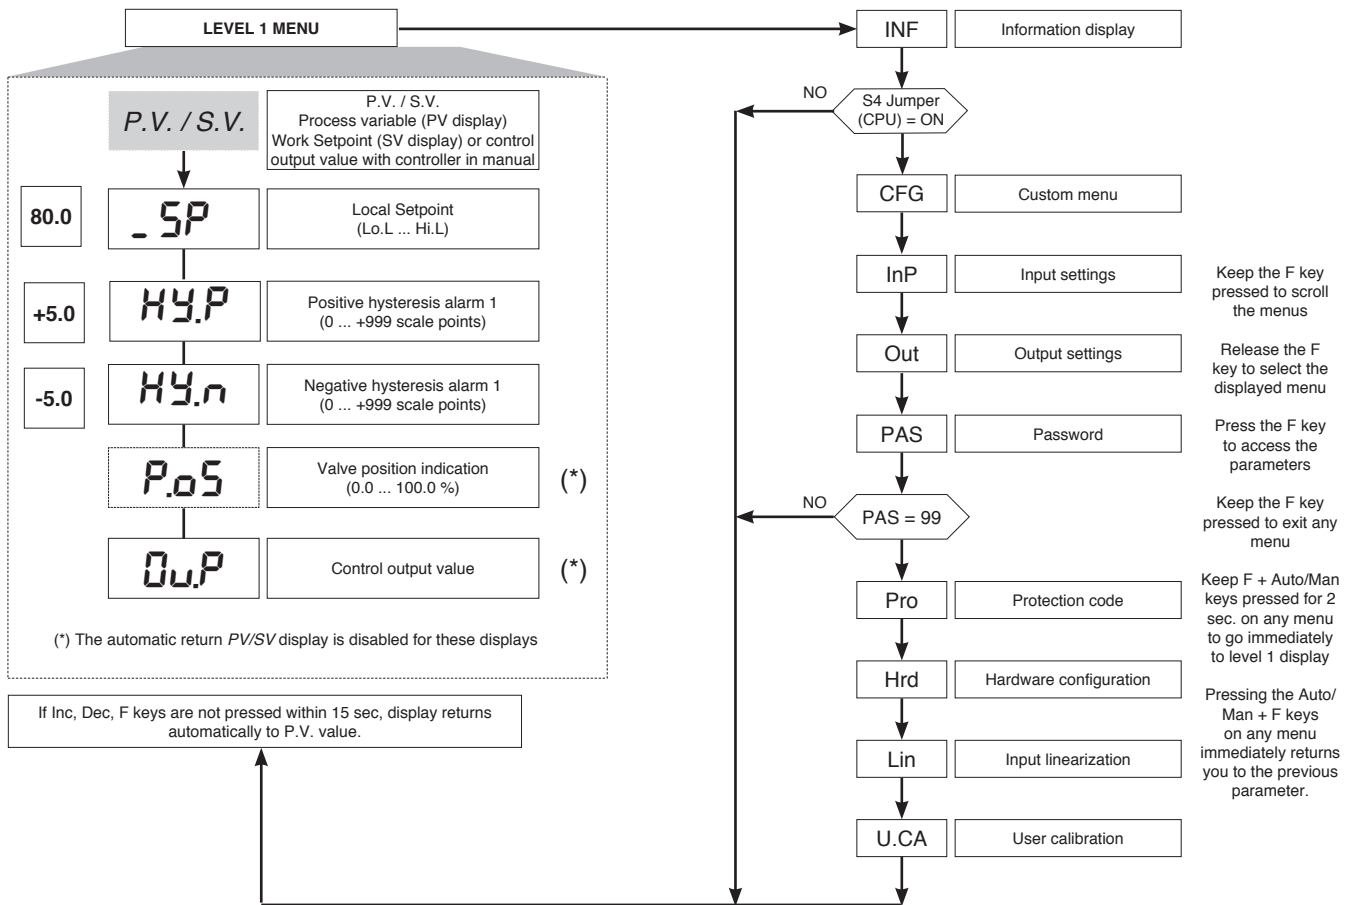 LEVEL 1 MENU
P.V. / S.V.
P.V. / S.V.
Process variable (PV display)
Work Setpoint (SV display) or control
output value with controller in manual
80.0
_ SP
Local Setpoint
(Lo.L ... Hi.L)
+5.0
HY.P
Positive hysteresis alarm 1
(0 ... +999 scale points)
-5.0
HY.n
Negative hysteresis alarm 1
(0 ... +999 scale points)
P.oS
Valve position indication
(0.0 ... 100.0 %)
(*)
Ou.P
Control output value
(*)
(*) The automatic return PV/SV display is disabled for these displays
If Inc, Dec, F keys are not pressed within 15 sec, display returns
automatically to P.V. value.
INF
Information display
NO
S4 Jumper
(CPU) = ON
CFG
Custom menu
InP
Input settings
Out
Output settings
PAS
Password
NO
PAS = 99
Pro
Protection code
Hrd
Hardware configuration
Lin
Input linearization
U.CA
User calibration
Keep the F key
pressed to scroll
the menus
Release the F
key to select the
displayed menu
Press the F key
to access the
parameters
Keep the F key
pressed to exit any
menu
Keep F + Auto/Man
keys pressed for 2
sec. on any menu
to go immediately
to level 1 display
Pressing the Auto/
Man + F keys
on any menu
immediately returns
you to the previous
parameter.